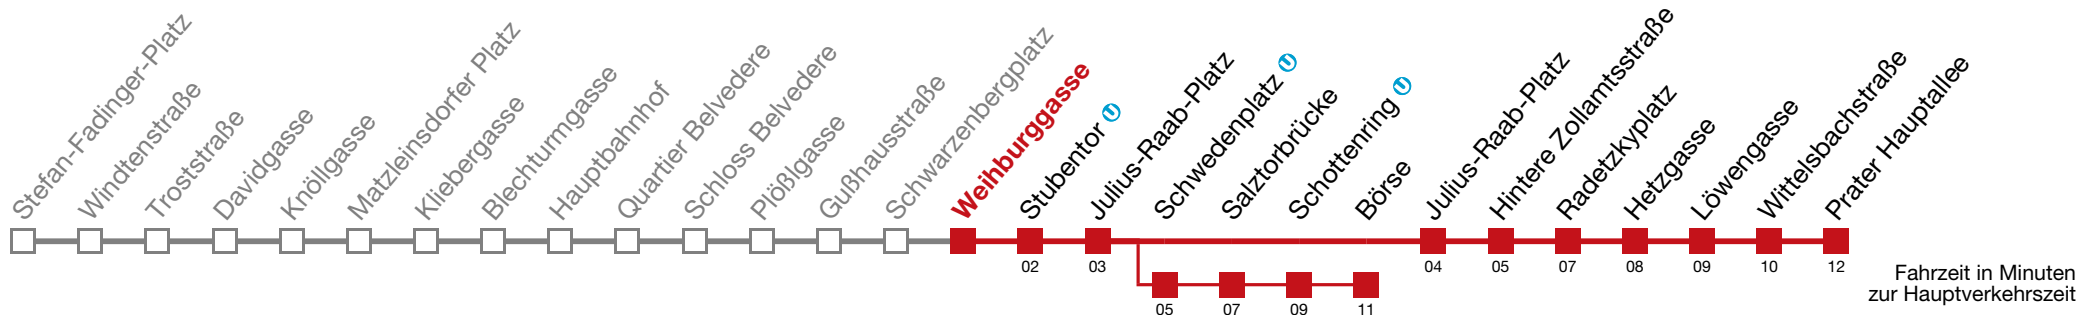 Stefan-Fadinger-Platz
Windtenstraße
Troststraße
Davidgasse
Knöllgasse
Matzleinsdorfer Platz
Kliebergasse
Blechturmgasse
Hauptbahnhof
Quartier Belvedere
Schloss Belvedere
Plößlgasse
Gußhausstraße
Schwarzenbergplatz
Weihburggasse
Stubentor U
Julius-Raab-Platz
Schwedenplatz U
Salztorbrücke
Schottenring U
Börse
Julius-Raab-Platz
Hintere Zollamtsstraße
Radetzkyplatz
Hetzgasse
Löwengasse
Wittelsbachstraße
Prater Hauptallee
02 03 04 05 07 08 09 10 12
05 07 09 11
Fahrzeit in Minuten
zur Hauptverkehrszeit